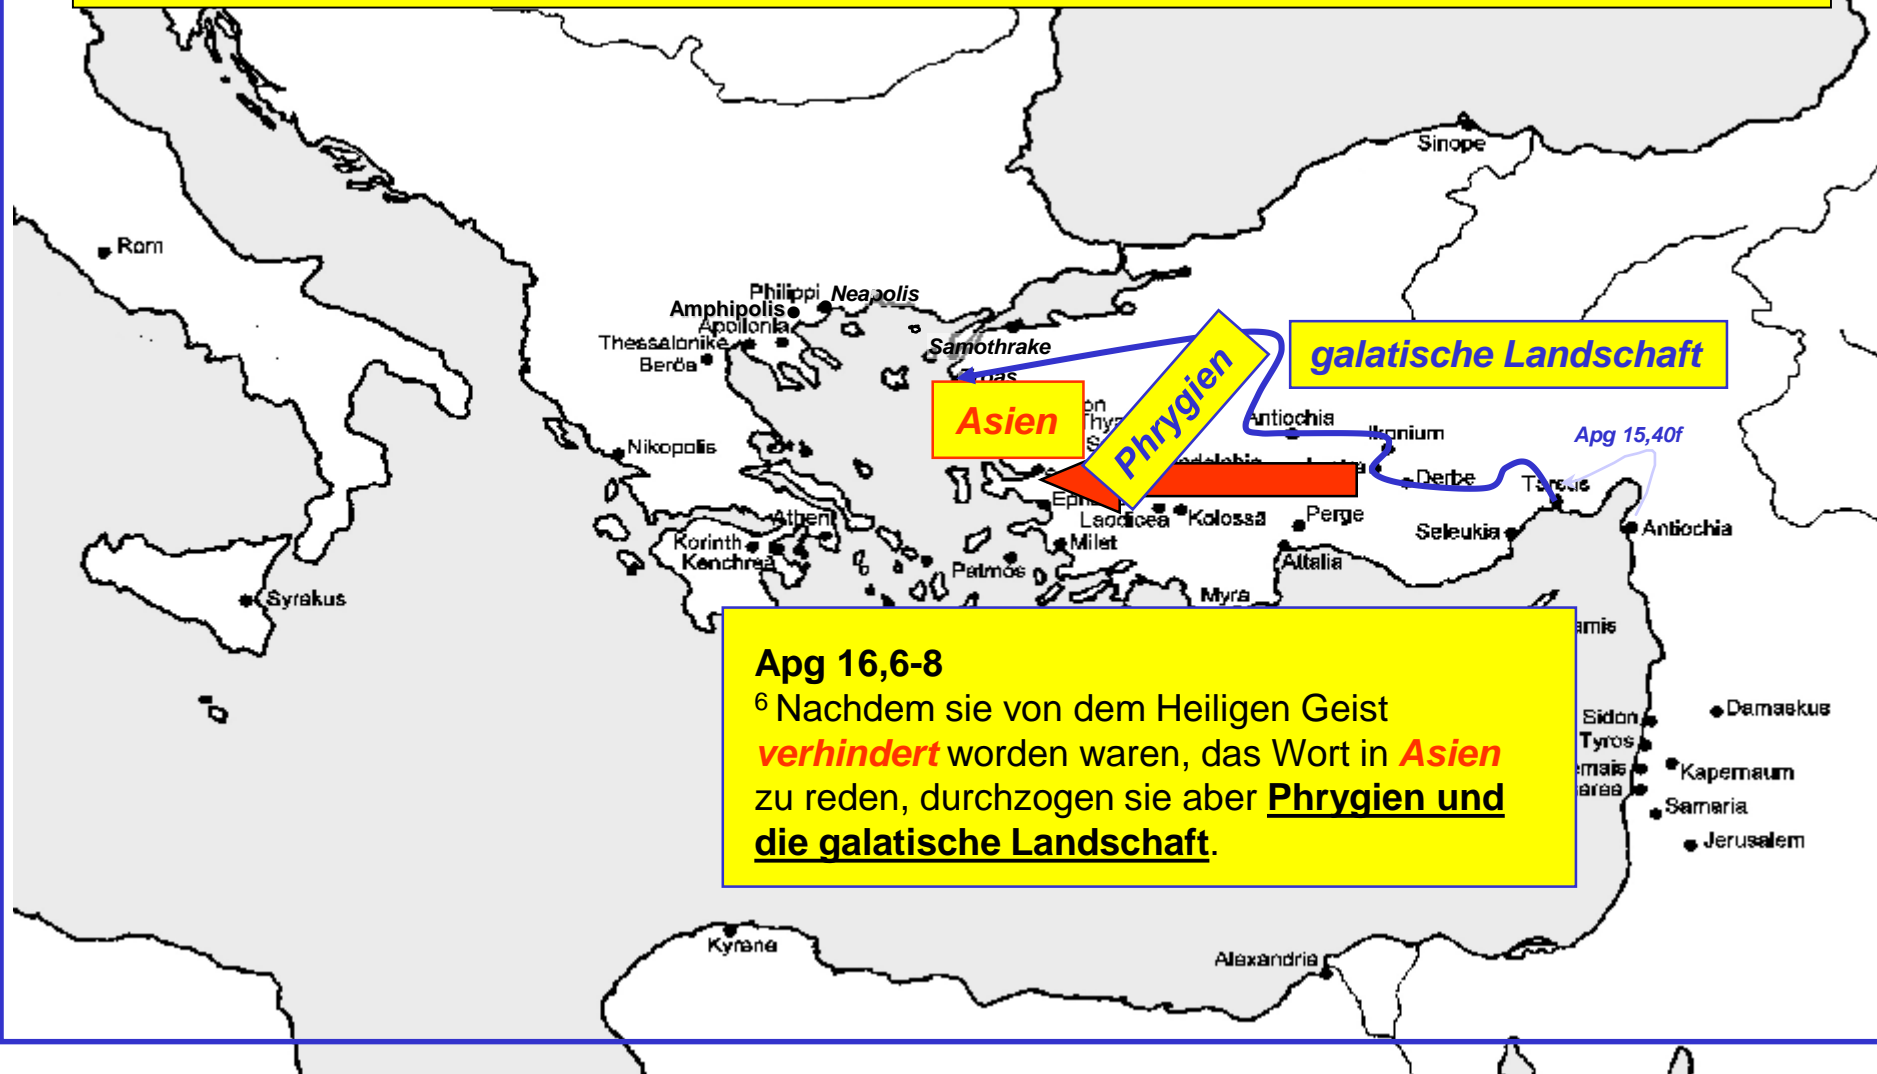 Sinope
Rom
Philippi Neapolis
Amphipolis
Apollonia
Thessalonike
Beröa
Samothrake
galatische Landschaft
Phrygien
Asien
Antiochia
Ikonium
Apg 15,40f
Nikopolis
Derbe
Tarsus
Laodicea
Kolossä
Perge
Athen
Korinth
Kenchreä
Milet
Seleukia
Antiochia
Patmos
Attalia
Myra
Syrakus
Apg 16,6-8
6 Nachdem sie von dem Heiligen Geist
verhindert worden waren, das Wort in Asien
zu reden, durchzogen sie aber Phrygien und
die galatische Landschaft.
Sidon
Damaskus
Tyros
Kapernaum
Samaria
Jerusalem
Kyrene
Alexandria